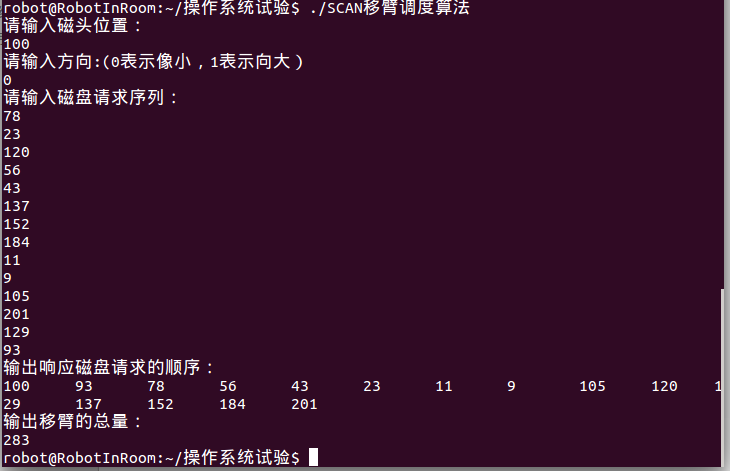 robot@RobotInRoom:~/操作系统试验$ ./SCAN移臂调度算法
请输入磁头位置：
100
请输入方向:(0表示像小，1表示向大）
0
请输入磁盘请求序列：
78
23
120
56
43
137
152
184
11
9
105
201
129
93
输出响应磁盘请求的顺序：
100 93 78 56 43 23 11 9 105 120 1
29 137 152 184 201
输出移臂的总量：
283
robot@RobotInRoom:~/操作系统试验$